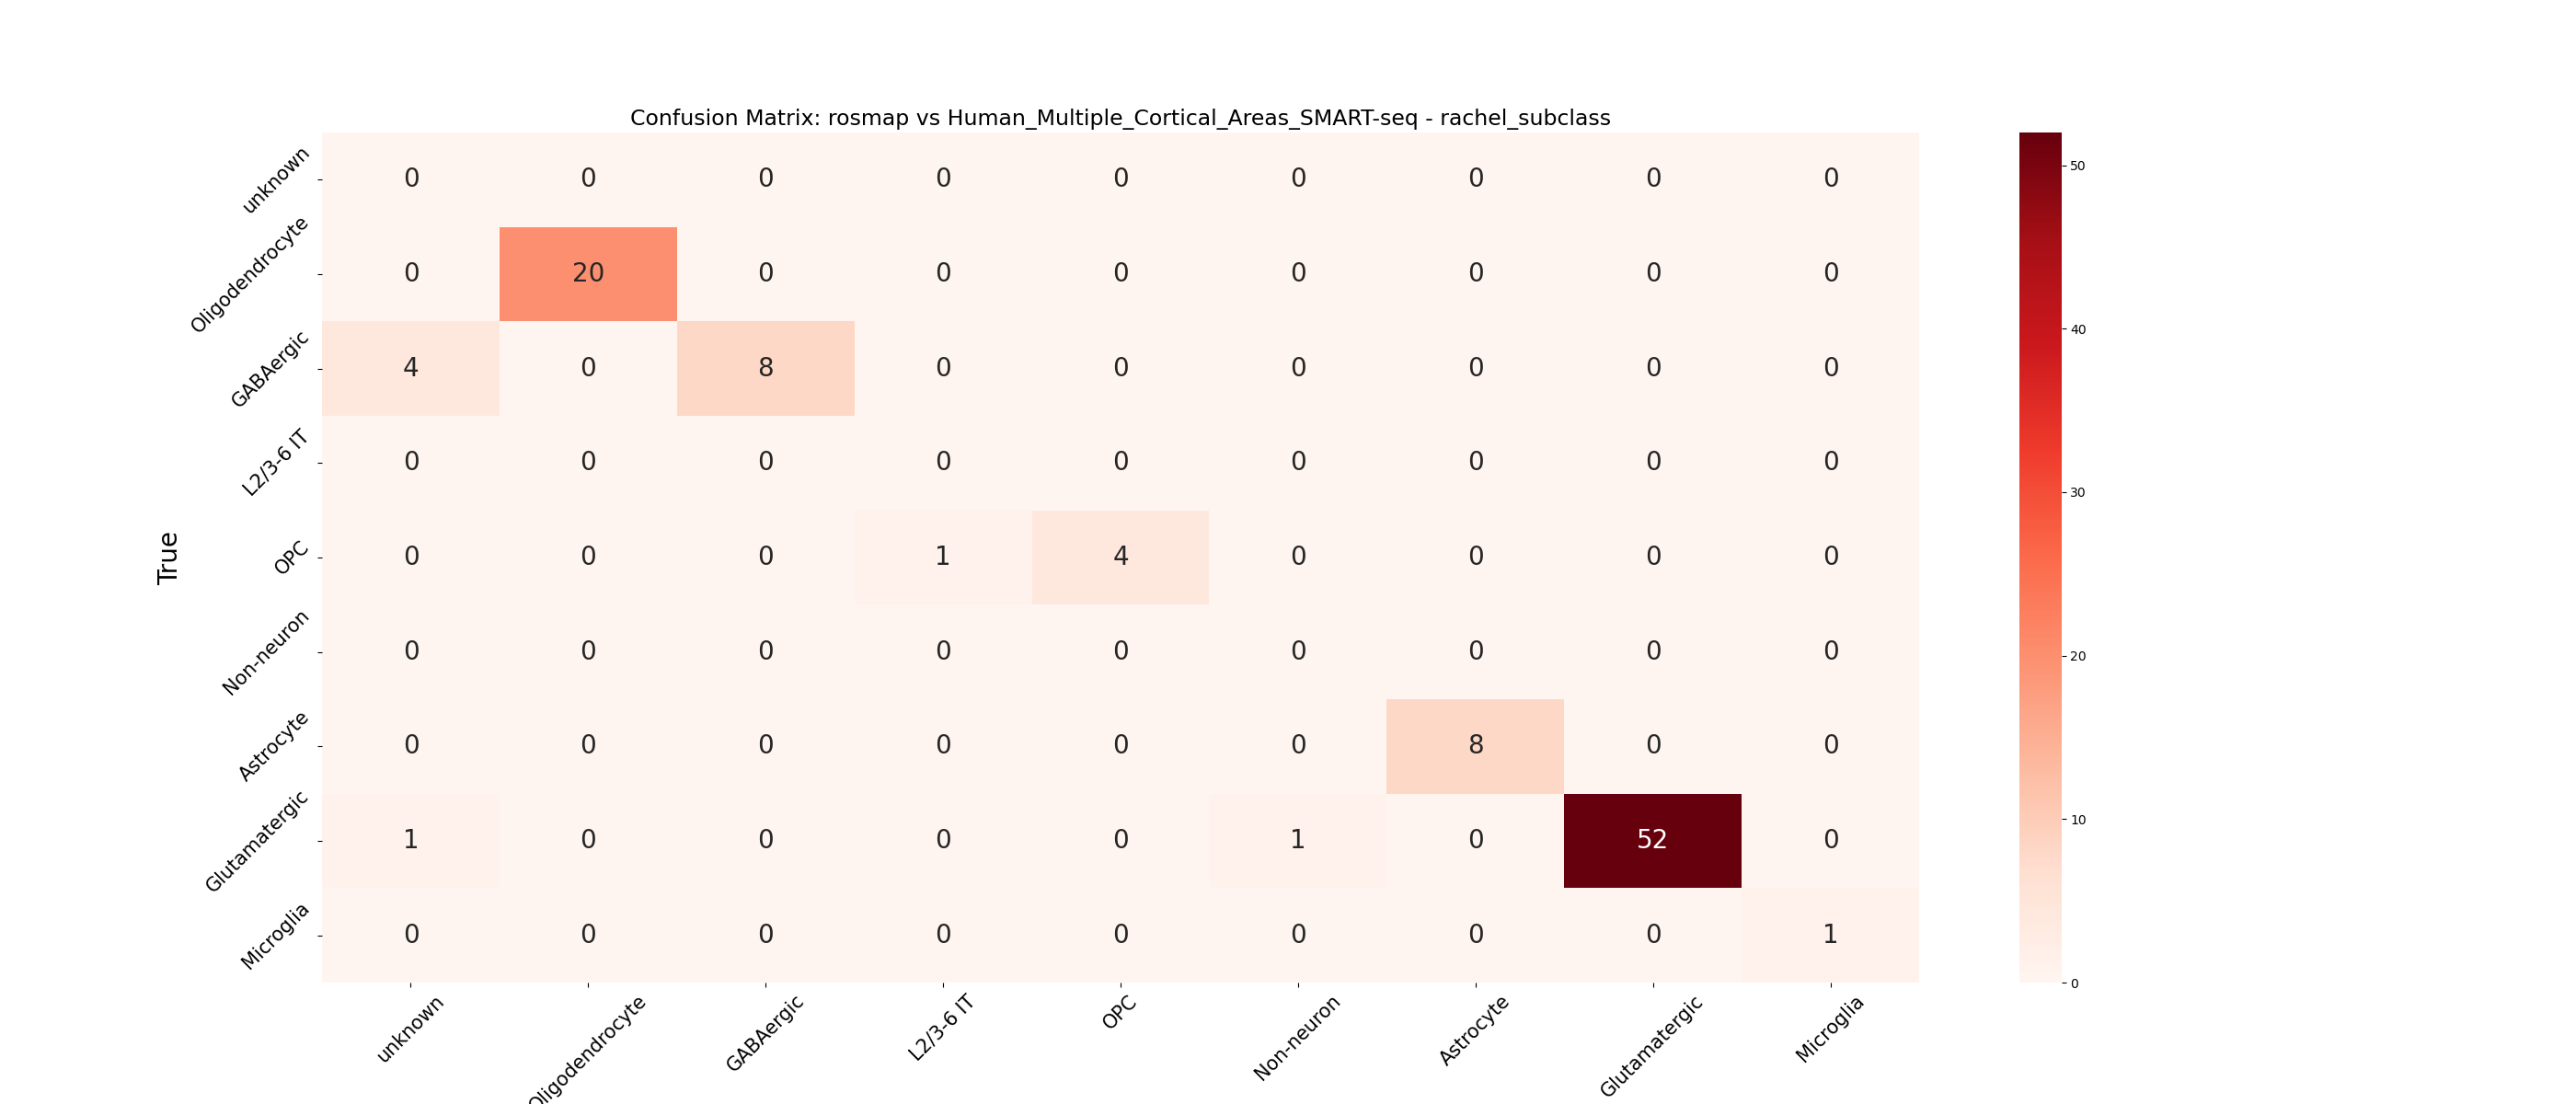 Confusion Matrix: rosmap vs Human_Multiple_Cortical_Areas_SMART-seq - rachel_subclass
True
unknown 0 0 0 0 0 0 0 0 0
Oligodendrocyte 0 20 0 0 0 0 0 0 0
GABAergic 4 0 8 0 0 0 0 0 0
L2/3-6 IT 0 0 0 0 0 0 0 0 0
OPC 0 0 0 1 4 0 0 0 0
Non-neuron 0 0 0 0 0 0 0 0 0
Astrocyte 0 0 0 0 0 0 8 0 0
Glutamatergic 1 0 0 0 0 1 0 52 0
Microglia 0 0 0 0 0 0 0 0 1
unknown Oligodendrocyte GABAergic L2/3-6 IT OPC Non-neuron Astrocyte Glutamatergic Microglia
50
40
30
20
10
0